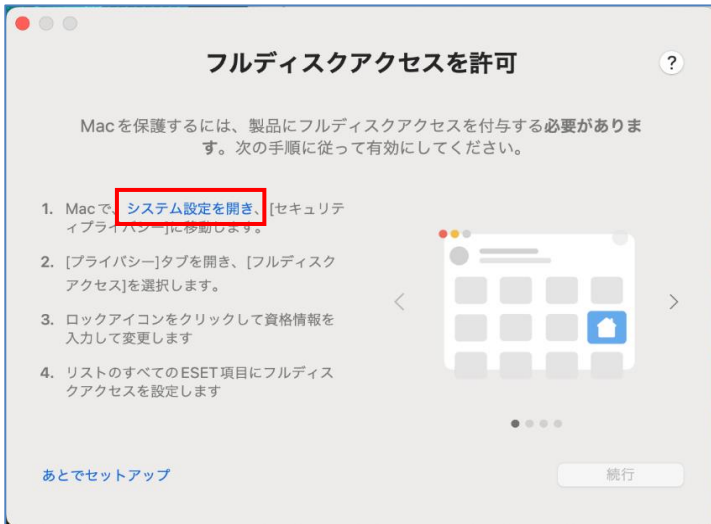 フルディスクアクセスを許可
?
Macを保護するには、製品にフルディスクアクセスを付与する必要がありま
す。次の手順に従って有効にしてください。
1. Macで、システム設定を開き、[セキュリテ
ィプライバシー]に移動します。
2. [プライバシー]タブを開き、[フルディスク
アクセス]を選択します。
3. ロックアイコンをクリックして資格情報を
入力して変更します
4. リストのすべてのESET項目にフルディス
クアクセスを設定します
あとでセットアップ
続行